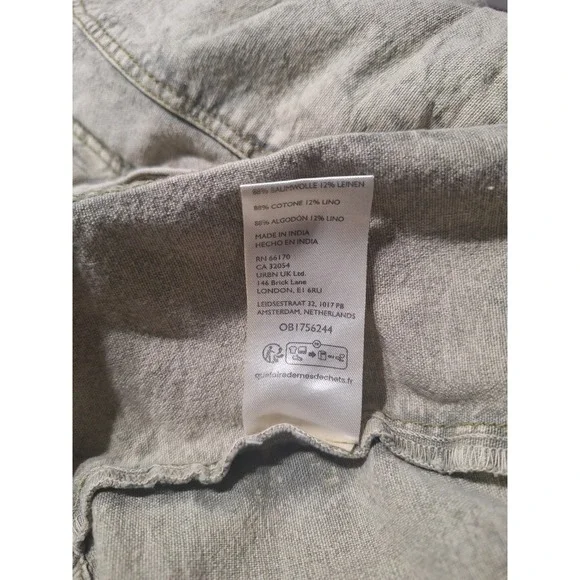 88% BAUMWOLLE 12% LEINEN
88% COTONE 12% LINO
88% ALGODÓN 12% LINO
MADE IN INDIA
HECHO EN INDIA
RN 66170
CA 32054
URBN UK Ltd.
146 Brick Lane
LONDON, E1 6RU
LEIDSESTRAAT 32, 1017 PB
AMSTERDAM, NETHERLANDS
OB1756244
quefairedemesdechets.fr